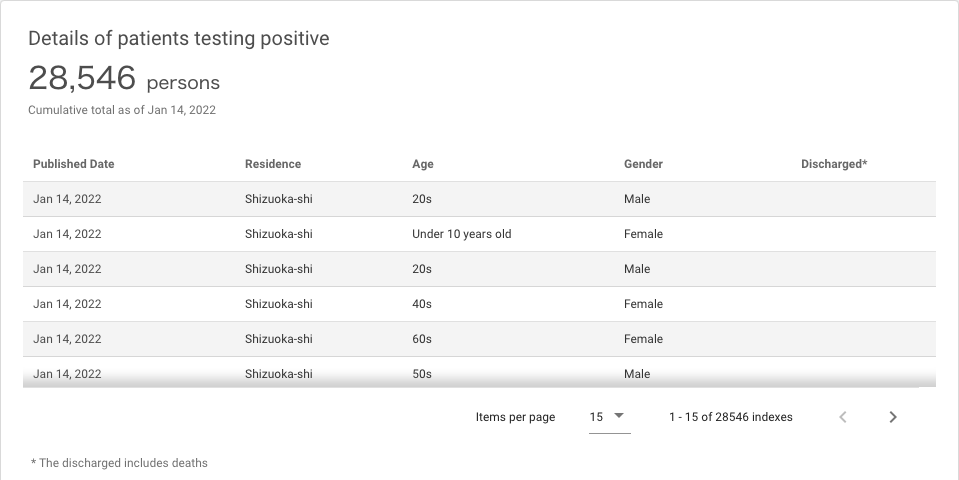 Details of patients testing positive
28,546 persons
Cumulative total as of Jan 14, 2022
Published Date Residence Age Gender Discharged*
Jan 14, 2022 Shizuoka-shi 20s Male
Jan 14, 2022 Shizuoka-shi Under 10 years old Female
Jan 14, 2022 Shizuoka-shi 20s Male
Jan 14, 2022 Shizuoka-shi 40s Female
Jan 14, 2022 Shizuoka-shi 60s Female
Jan 14, 2022 Shizuoka-shi 50s Male
Items per page 15 1 - 15 of 28546 indexes
* The discharged includes deaths